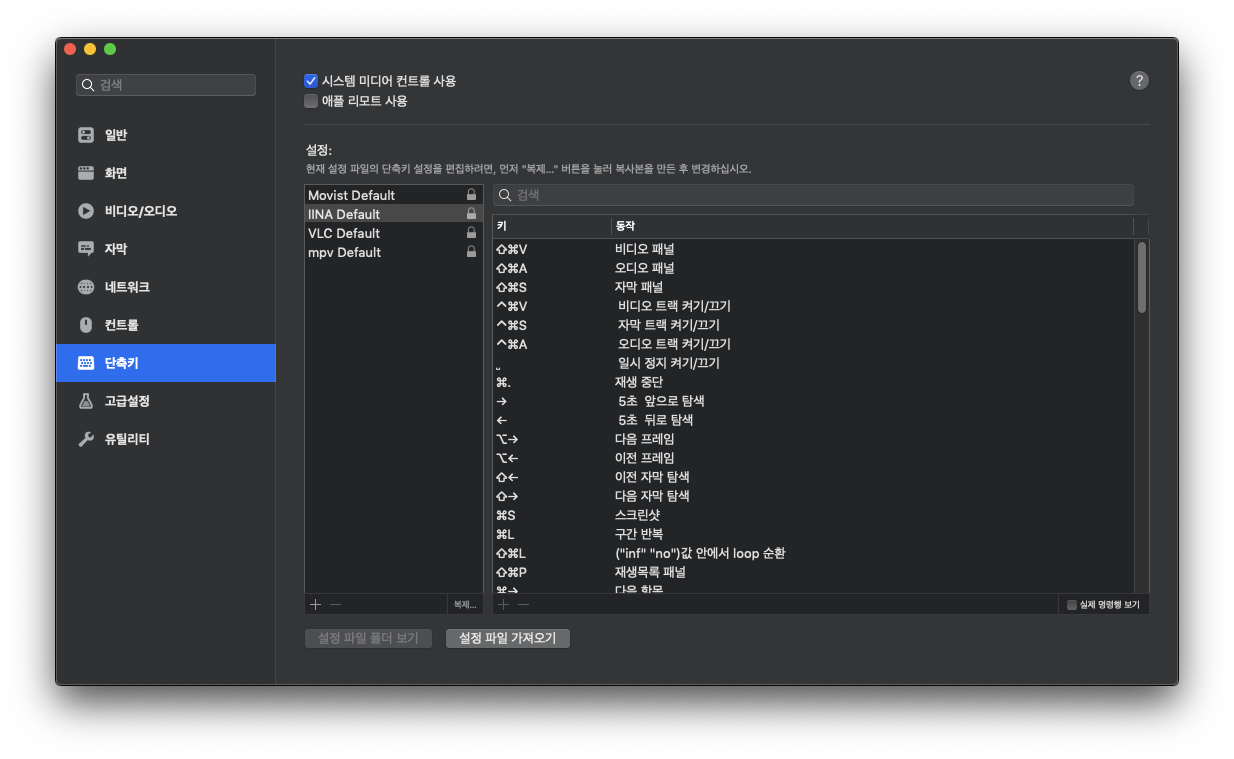 검색
일반
화면
비디오/오디오
자막
네트워크
컨트롤
단축키
고급설정
유틸리티
시스템 미디어 컨트롤 사용
애플 리모트 사용
?
설정:
현재 설정 파일의 단축키 설정을 편집하려면, 먼저 "복제..." 버튼을 눌러 복사본을 만든 후 변경하십시오.
Movist Default
IINA Default
VLC Default
mpv Default
검색
키 동작
⇧⌘V 비디오 패널
⇧⌘A 오디오 패널
⇧⌘S 자막 패널
^⌘V 비디오 트랙 켜기/끄기
^⌘S 자막 트랙 켜기/끄기
^⌘A 오디오 트랙 켜기/끄기
␣ 일시 정지 켜기/끄기
⌘. 재생 중단
→ 5초 앞으로 탐색
← 5초 뒤로 탐색
⌥→ 다음 프레임
⌥← 이전 프레임
⇧← 이전 자막 탐색
⇧→ 다음 자막 탐색
⌘S 스크린샷
⌘L 구간 반복
⇧⌘L ("inf" "no")값 안에서 loop 순환
⇧⌘P 재생목록 패널
⌘→ 다음 항목
+ − 복제... + − 실제 명령행 보기
설정 파일 폴더 보기 설정 파일 가져오기